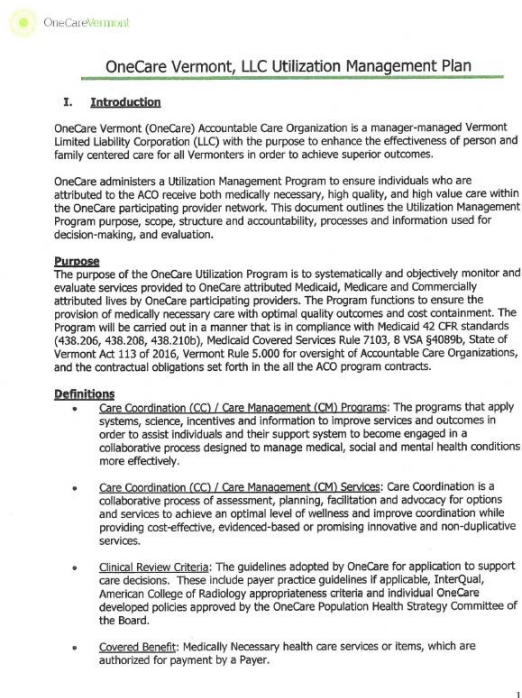 OneCareVermont
OneCare Vermont, LLC Utilization Management Plan
I. Introduction
OneCare Vermont (OneCare) Accountable Care Organization is a manager-managed Vermont
Limited Liability Corporation (LLC) with the purpose to enhance the effectiveness of person and
family centered care for all Vermonters in order to achieve superior outcomes.
OneCare administers a Utilization Management Program to ensure individuals who are
attributed to the ACO receive both medically necessary, high quality, and high value care within
the OneCare participating provider network. This document outlines the Utilization Management
Program purpose, scope, structure and accountability, processes and information used for
decision-making, and evaluation.
Purpose
The purpose of the OneCare Utilization Program is to systematically and objectively monitor and
evaluate services provided to OneCare attributed Medicaid, Medicare and Commercially
attributed lives by OneCare participating providers. The Program functions to ensure the
provision of medically necessary care with optimal quality outcomes and cost containment. The
Program will be carried out in a manner that is in compliance with Medicaid 42 CFR standards
(438.206, 438.208, 438.210b), Medicaid Covered Services Rule 7103, 8 VSA §4089b, State of
Vermont Act 113 of 2016, Vermont Rule 5.000 for oversight of Accountable Care Organizations,
and the contractual obligations set forth in the all the ACO program contracts.
Definitions
• Care Coordination (CC) / Care Management (CM) Programs: The programs that apply
systems, science, incentives and information to improve services and outcomes in
order to assist individuals and their support system to become engaged in a
collaborative process designed to manage medical, social and mental health conditions
more effectively.
• Care Coordination (CC) / Care Management (CM) Services: Care Coordination is a
collaborative process of assessment, planning, facilitation and advocacy for options
and services to achieve an optimal level of wellness and improve coordination while
providing cost-effective, evidenced-based or promising innovative and non-duplicative
services.
• Clinical Review Criteria: The guidelines adopted by OneCare for application to support
care decisions. These include payer practice guidelines if applicable, InterQual,
American College of Radiology appropriateness criteria and individual OneCare
developed policies approved by the OneCare Population Health Strategy Committee of
the Board.
• Covered Benefit: Medically Necessary health care services or items, which are
authorized for payment by a Payer.
1